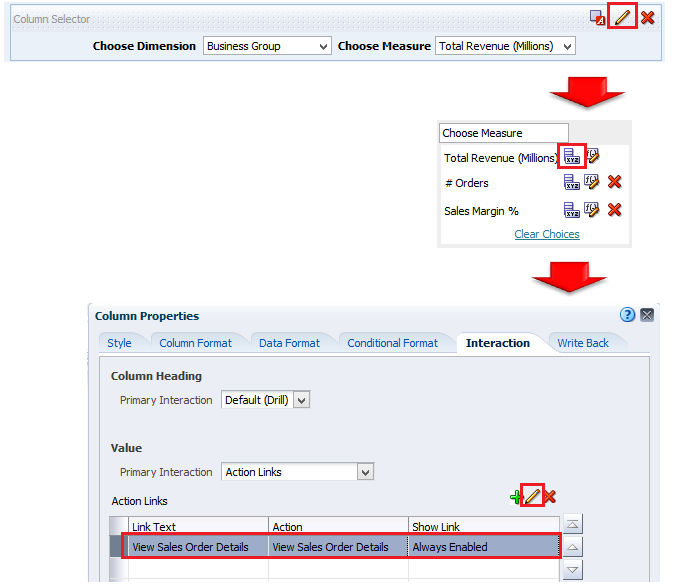 Column Selector
Choose Dimension Business Group Choose Measure Total Revenue (Millions)
Choose Measure
Total Revenue (Millions)
# Orders
Sales Margin %
Clear Choices
Column Properties
Style Column Format Data Format Conditional Format Interaction Write Back
Column Heading
Primary Interaction Default (Drill)
Value
Primary Interaction Action Links
Action Links
Link Text Action Show Link
View Sales Order Details View Sales Order Details Always Enabled